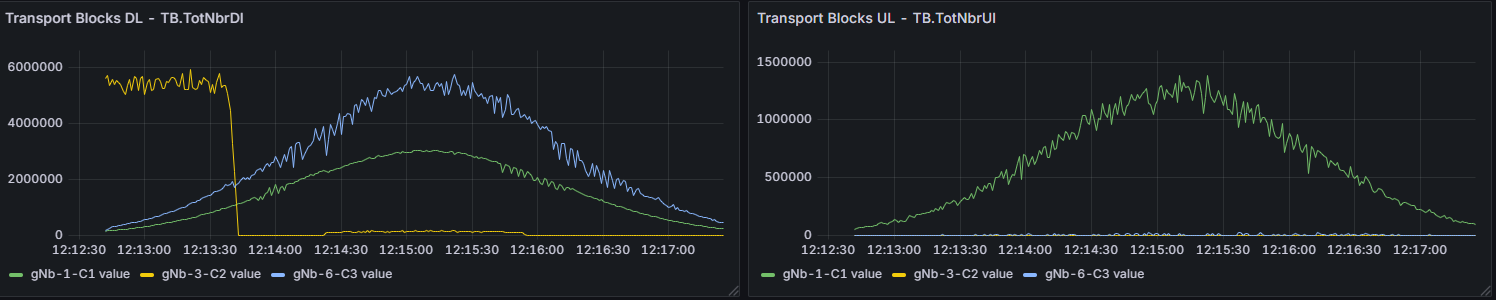 Transport Blocks DL - TB.TotNbrDl
6000000
4000000
2000000
0
12:12:30 12:13:00 12:13:30 12:14:00 12:14:30 12:15:00 12:15:30 12:16:00 12:16:30 12:17:00
gNb-1-C1 value gNb-3-C2 value gNb-6-C3 value
Transport Blocks UL - TB.TotNbrUl
1500000
1000000
500000
0
12:12:30 12:13:00 12:13:30 12:14:00 12:14:30 12:15:00 12:15:30 12:16:00 12:16:30 12:17:00
gNb-1-C1 value gNb-3-C2 value gNb-6-C3 value